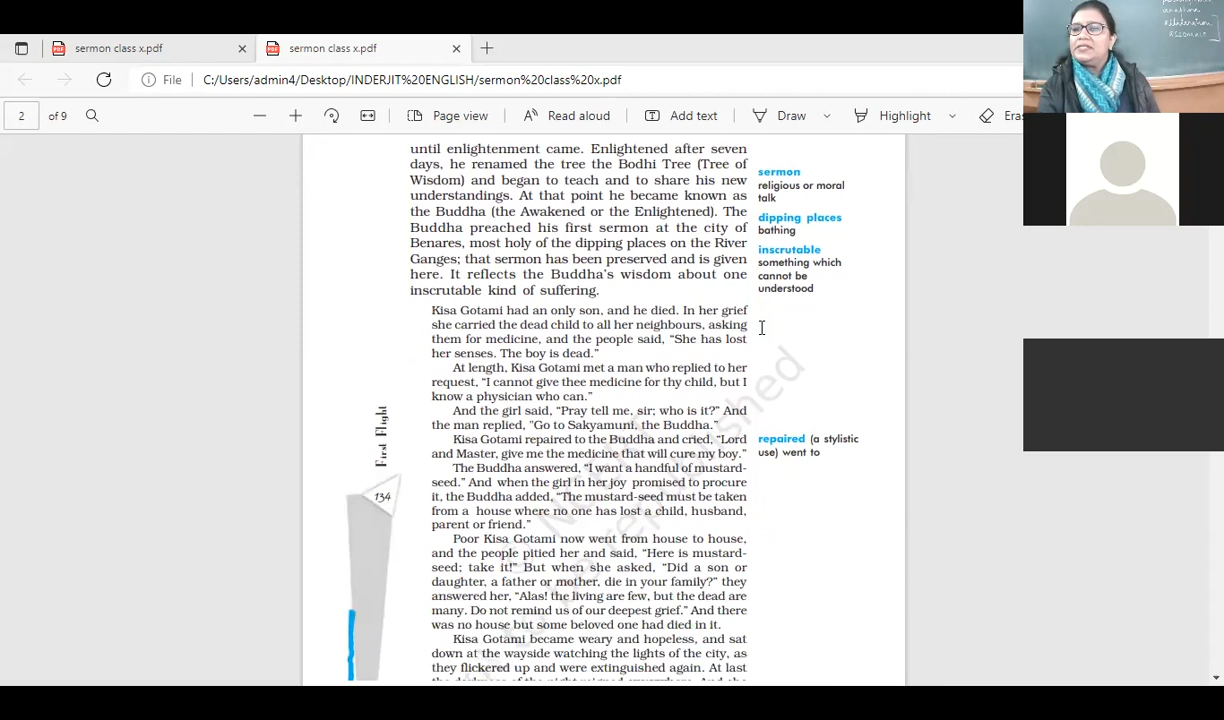 sermon class x.pdf
sermon class x.pdf
File
C:/Users/admin4/Desktop/INDERJIT%20ENGLISH/sermon%20class%20x.pdf
2 of 9
Page view
Read aloud
Add text
Draw
Highlight
Eras
until enlightenment came. Enlightened after seven
days, he renamed the tree the Bodhi Tree (Tree of
Wisdom) and began to teach and to share his new
understandings. At that point he became known as
the Buddha (the Awakened or the Enlightened). The
Buddha preached his first sermon at the city of
Benares, most holy of the dipping places on the River
Ganges; that sermon has been preserved and is given
here. It reflects the Buddha's wisdom about one
inscrutable kind of suffering.
sermon
religious or moral
talk
dipping places
bathing
inscrutable
something which
cannot be
understood
Kisa Gotami had an only son, and he died. In her grief
she carried the dead child to all her neighbours, asking
them for medicine, and the people said, “She has lost
her senses. The boy is dead.”
At length, Kisa Gotami met a man who replied to her
request, “I cannot give thee medicine for thy child, but I
know a physician who can.”
And the girl said, “Pray tell me, sir; who is it?” And
the man replied, "Go to Sakyamuni, the Buddha.”
Kisa Gotami repaired to the Buddha and cried, “Lord
and Master, give me the medicine that will cure my boy.”
The Buddha answered, “I want a handful of mustard-
seed.” And when the girl in her joy promised to procure
it, the Buddha added, “The mustard-seed must be taken
from a house where no one has lost a child, husband,
parent or friend.”
Poor Kisa Gotami now went from house to house,
and the people pitied her and said, “Here is mustard-
seed; take it!” But when she asked, “Did a son or
daughter, a father or mother, die in your family?” they
answered her, “Alas! the living are few, but the dead are
many. Do not remind us of our deepest grief.” And there
was no house but some beloved one had died in it.
Kisa Gotami became weary and hopeless, and sat
down at the wayside watching the lights of the city, as
they flickered up and were extinguished again. At last
repaired (a stylistic
use) went to
First Flight
134
be republished